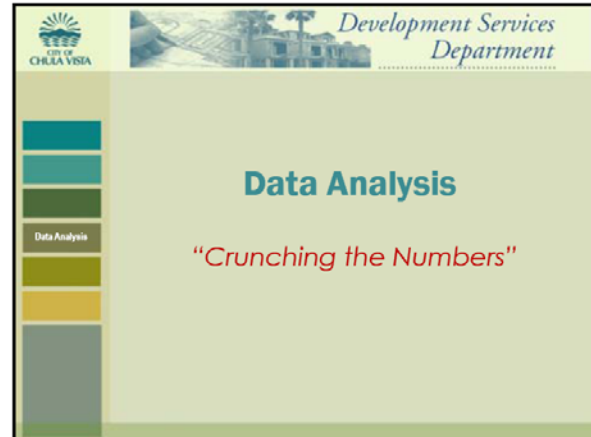 CITY OF
CHULA VISTA
Development Services
Department
Data Analysis
Data Analysis
“Crunching the Numbers”